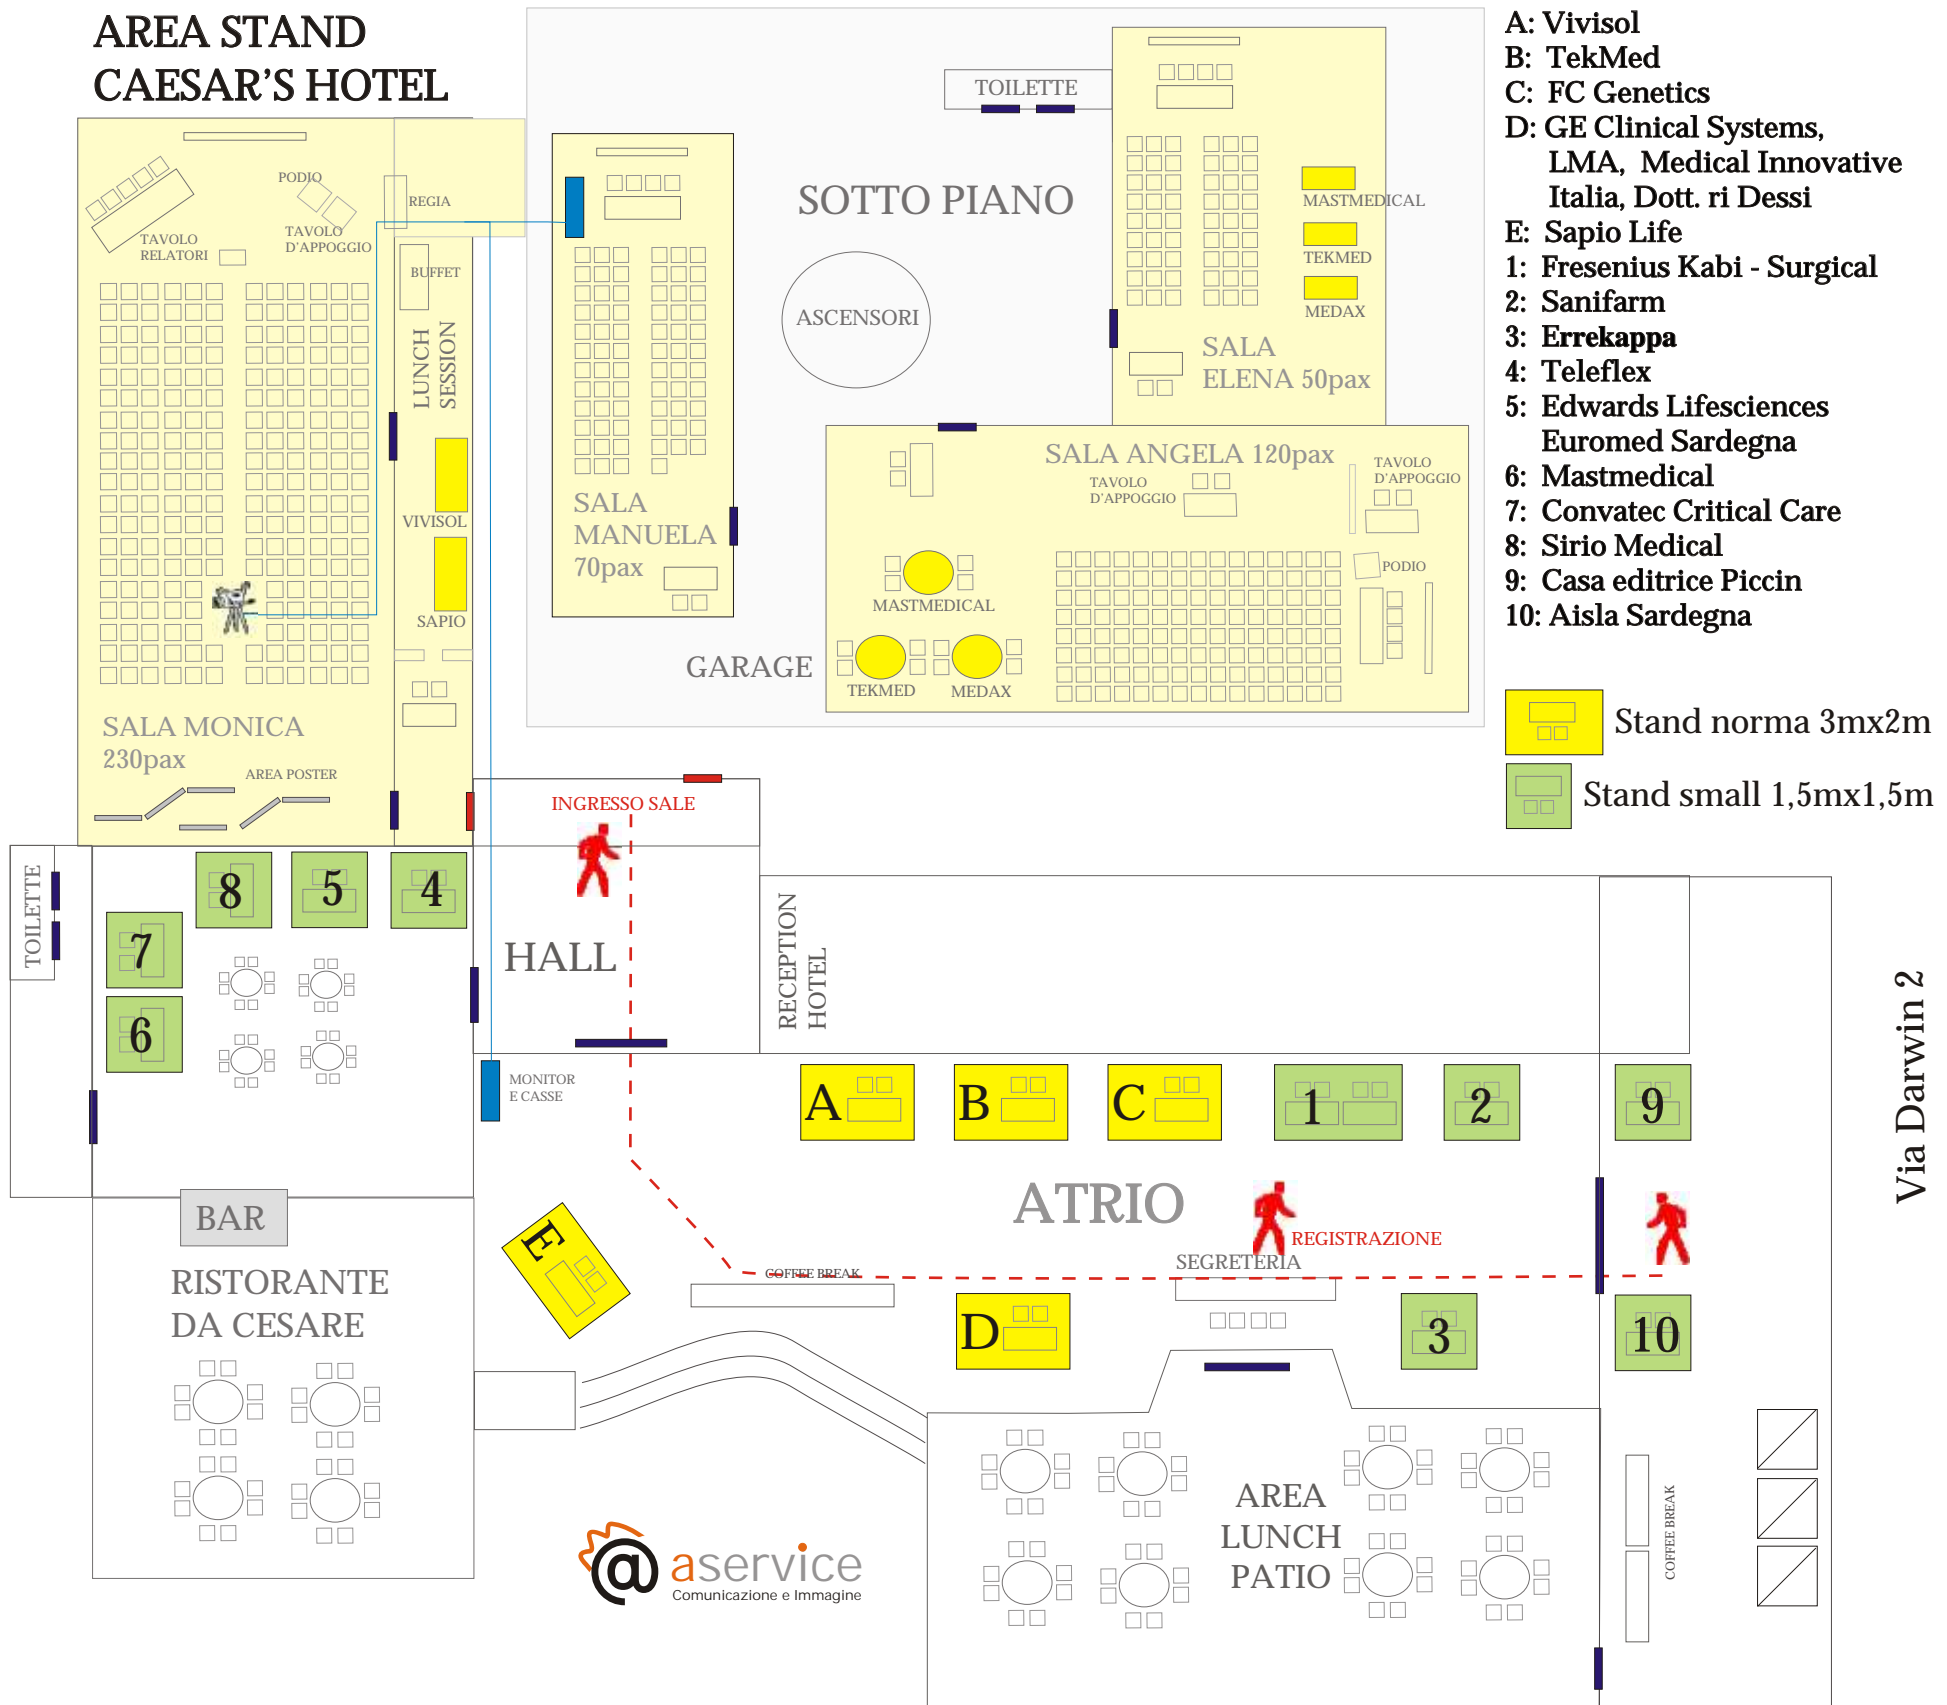 AREA STAND
CAESAR'S HOTEL
A: Vivisol
B: TekMed
C: FC Genetics
D: GE Clinical Systems,
LMA, Medical Innovative
Italia, Dott. ri Dessi
E: Sapio Life
1: Fresenius Kabi - Surgical
2: Sanifarm
3: Errekappa
4: Teleflex
5: Edwards Lifesciences
Euromed Sardegna
6: Mastmedical
7: Convatec Critical Care
8: Sirio Medical
9: Casa editrice Piccin
10: Aisla Sardegna
Stand norma 3mx2m
Stand small 1,5mx1,5m
PODIO
TAVOLO
RELATORI
TAVOLO
D'APPOGGIO
REGIA
BUFFET
LUNCH
SESSION
VIVISOL
SAPIO
SALA MONICA
230pax
AREA POSTER
SOTTO PIANO
TOILETTE
ASCENSORI
SALA
MANUELA
70pax
GARAGE
MASTMEDICAL
TEKMED
MEDAX
SALA
ELENA 50pax
SALA ANGELA 120pax
TAVOLO
D'APPOGGIO
TAVOLO
D'APPOGGIO
PODIO
MASTMEDICAL
TEKMED
MEDAX
INGRESSO SALE
TOILETTE
8
5
4
7
6
HALL
RECEPTION
HOTEL
MONITOR
E CASSE
A
B
C
1
2
9
ATRIO
REGISTRAZIONE
SEGRETERIA
COFFEE BREAK
E
D
3
10
Via Darwin 2
BAR
RISTORANTE
DA CESARE
AREA
LUNCH
PATIO
COFFEE BREAK
@ aservice
Comunicazione e Immagine